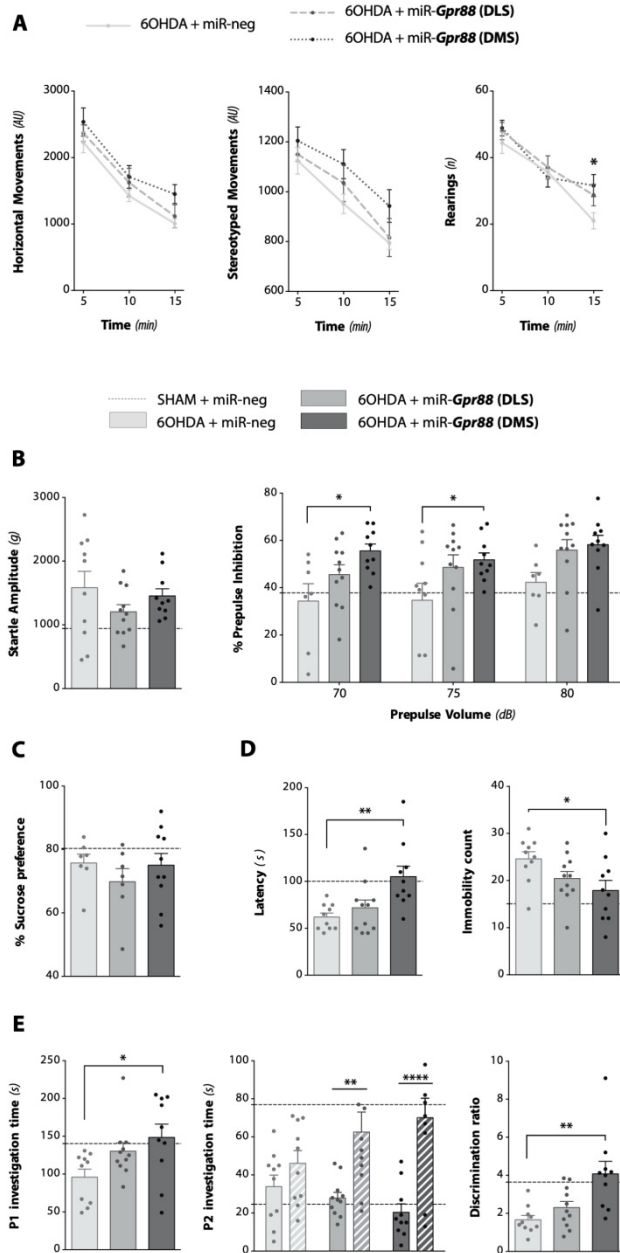 A
6OHDA + miR-neg
6OHDA + miR-Gpr88 (DLS)
6OHDA + miR-Gpr88 (DMS)
Horizontal Movements (AU)
3000
2000
1000
0
5 10 15
Time (min)
Stereotyped Movements (AU)
1400
1200
1000
800
600
5 10 15
Time (min)
Rearings (n)
60
40
20
0
*
5 10 15
Time (min)
SHAM + miR-neg
6OHDA + miR-neg
6OHDA + miR-Gpr88 (DLS)
6OHDA + miR-Gpr88 (DMS)
B
Startle Amplitude (g)
3000
2000
1000
0
% Prepulse Inhibition
80
60
40
20
0
* *
70 75 80
Prepulse Volume (dB)
C
% Sucrose preference
100
80
60
40
D
Latency (s)
200
150
100
50
0
**
Immobility count
40
30
20
10
0
*
E
P1 investigation time (s)
250
200
150
100
50
0
*
P2 investigation time (s)
100
80
60
40
20
0
** ****
Discrimination ratio
10
8
6
4
2
0
**